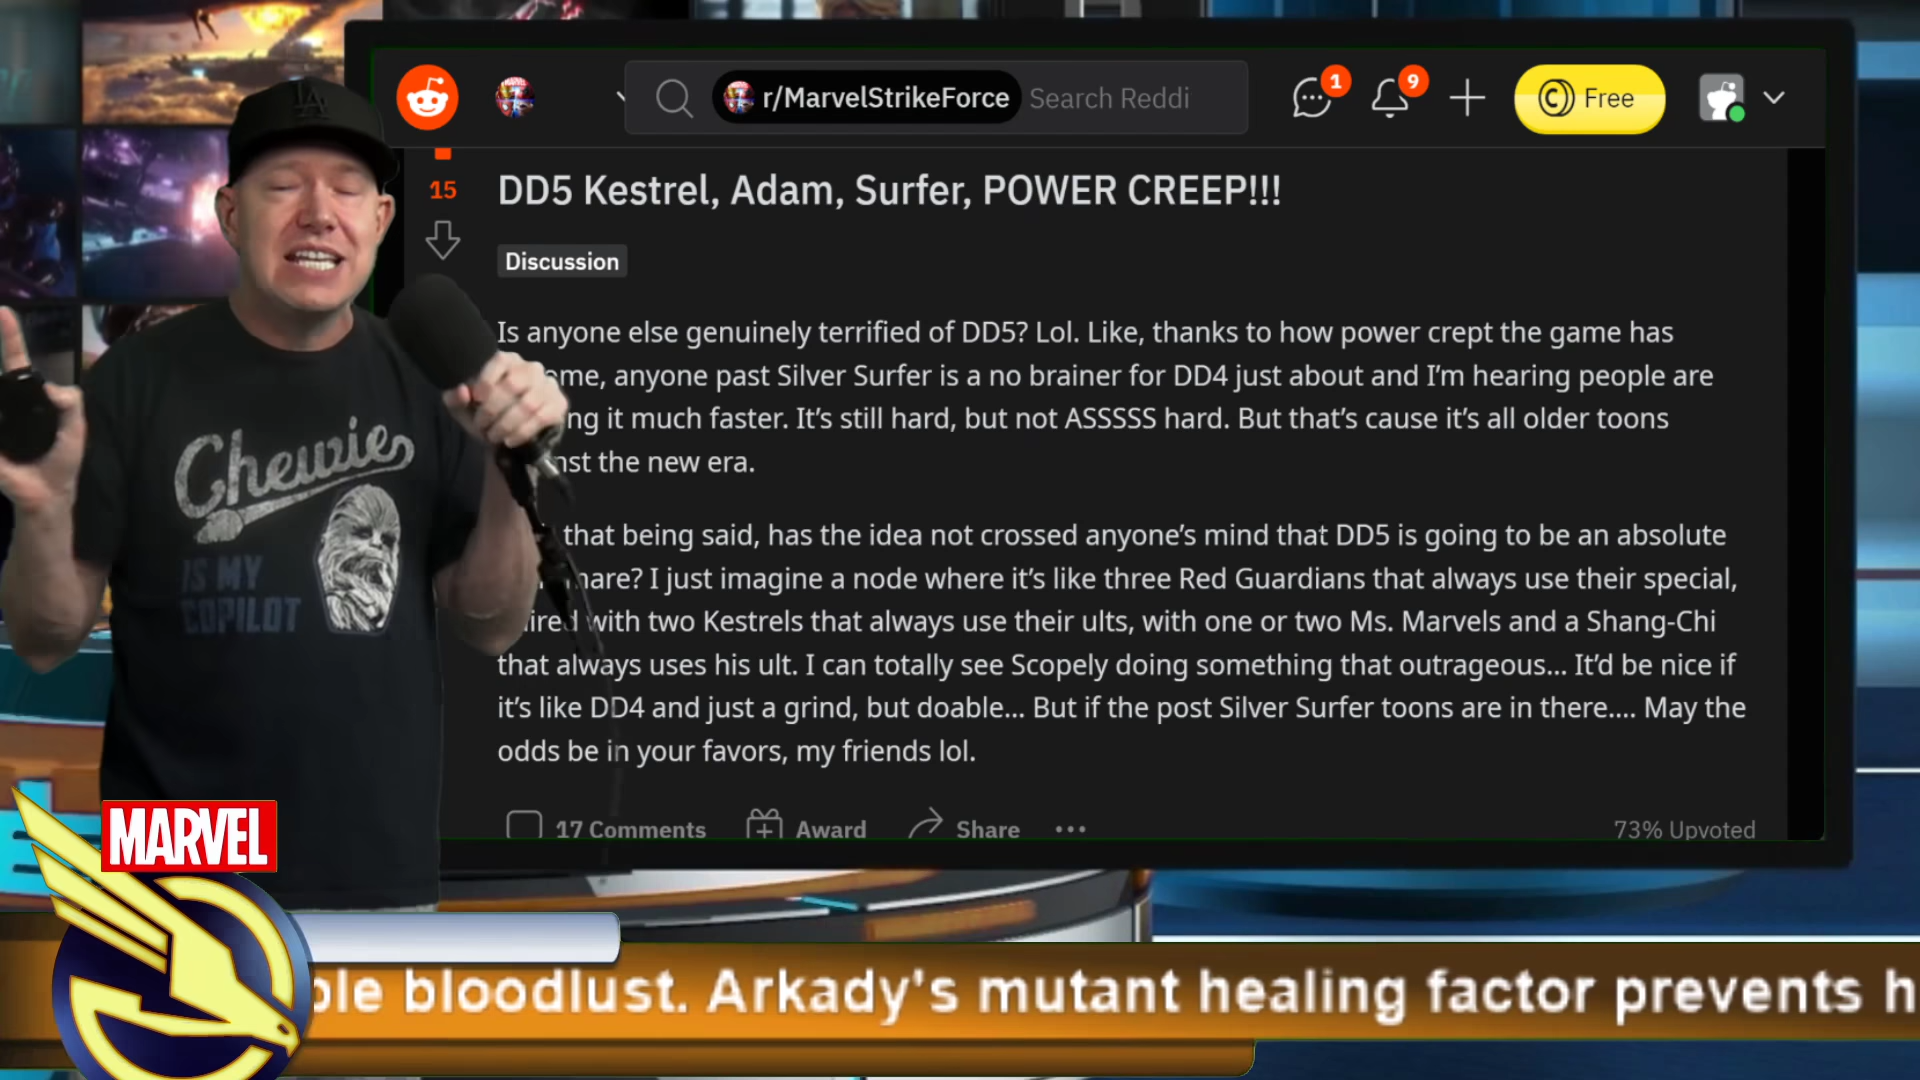 LA
r/MarvelStrikeForce Search Reddi
1
9
Free
15
DD5 Kestrel, Adam, Surfer, POWER CREEP!!!
Discussion
Is anyone else genuinely terrified of DD5? Lol. Like, thanks to how power crept the game has
ome, anyone past Silver Surfer is a no brainer for DD4 just about and I'm hearing people are
ng it much faster. It's still hard, but not ASSSSS hard. But that's cause it's all older toons
nst the new era.
that being said, has the idea not crossed anyone's mind that DD5 is going to be an absolute
mare? I just imagine a node where it's like three Red Guardians that always use their special,
aired with two Kestrels that always use their ults, with one or two Ms. Marvels and a Shang-Chi
that always uses his ult. I can totally see Scopely doing something that outrageous... It'd be nice if
it's like DD4 and just a grind, but doable... But if the post Silver Surfer toons are in there.... May the
odds be in your favors, my friends lol.
17 Comments Award Share 73% Upvoted
Chewie
IS MY
COPILOT
MARVEL
ple bloodlust. Arkady's mutant healing factor prevents h